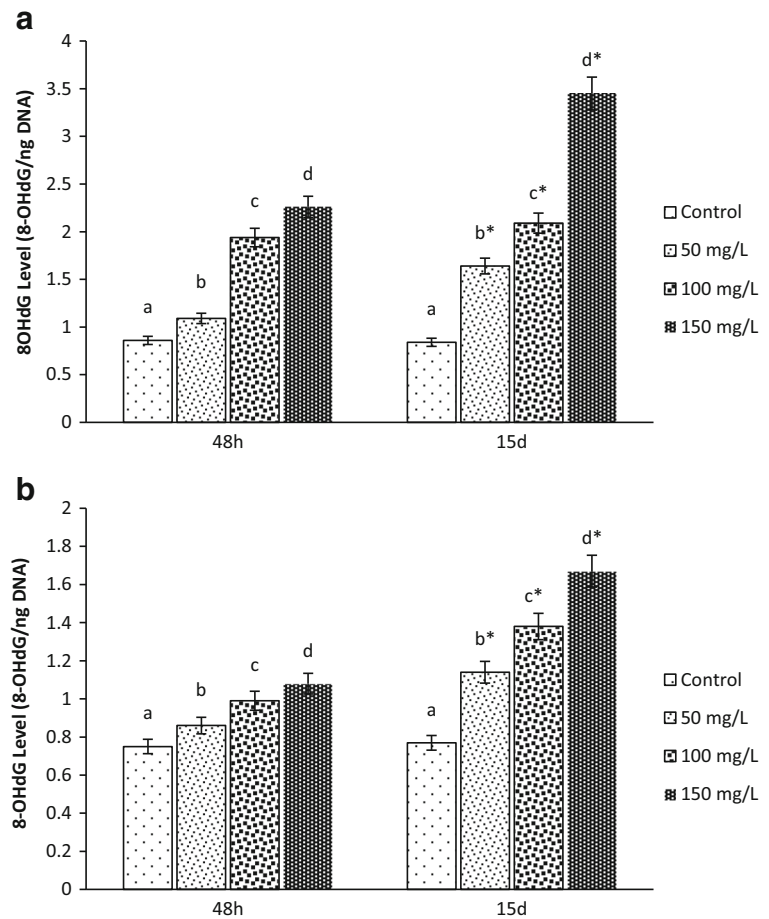 a
8OHdG Level (8-OHdG/ng DNA)
4
3.5
3
2.5
2
1.5
1
0.5
0
a
b
c
d
a
b*
c*
d*
48h
15d
Control
50 mg/L
100 mg/L
150 mg/L
b
8-OHdG Level (8-OHdG/ng DNA)
2
1.8
1.6
1.4
1.2
1
0.8
0.6
0.4
0.2
0
a
b
c
d
a
b*
c*
d*
48h
15d
Control
50 mg/L
100 mg/L
150 mg/L